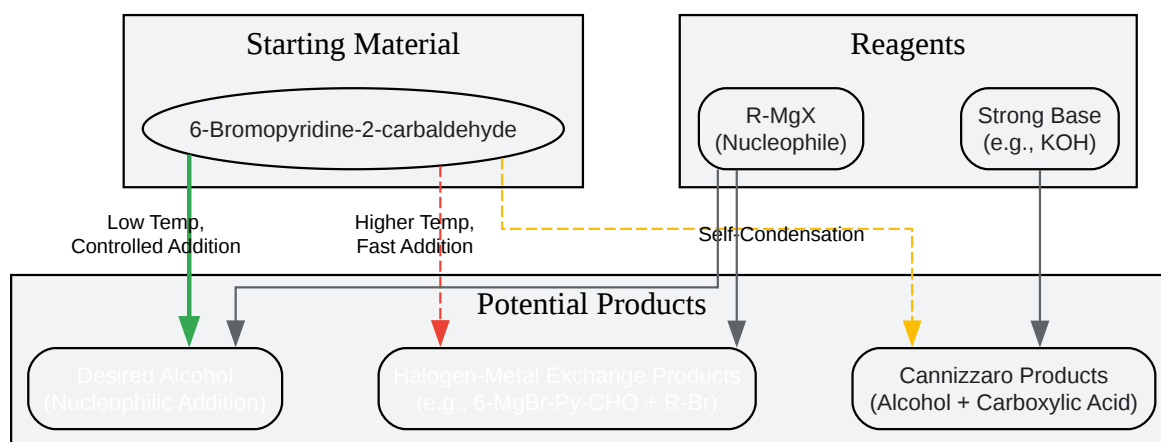 Starting Material
Reagents
6-Bromopyridine-2-carbaldehyde
R-MgX
(Nucleophile)
Strong Base
(e.g., KOH)
Low Temp,
Controlled Addition
Higher Temp,
Fast Addition
Self-Condensation
Potential Products
Desired Alcohol
(Nucleophilic Addition)
Halogen-Metal Exchange Products
(e.g., 6-MgBr-Py-CHO + R-Br)
Cannizzaro Products
(Alcohol + Carboxylic Acid)